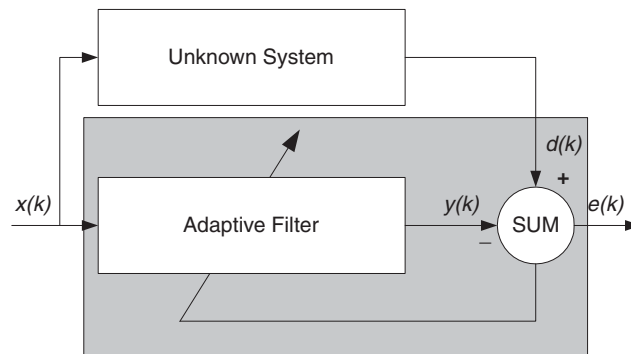 Unknown System
d(k)
+
x(k)
Adaptive Filter
y(k)
–
SUM
e(k)